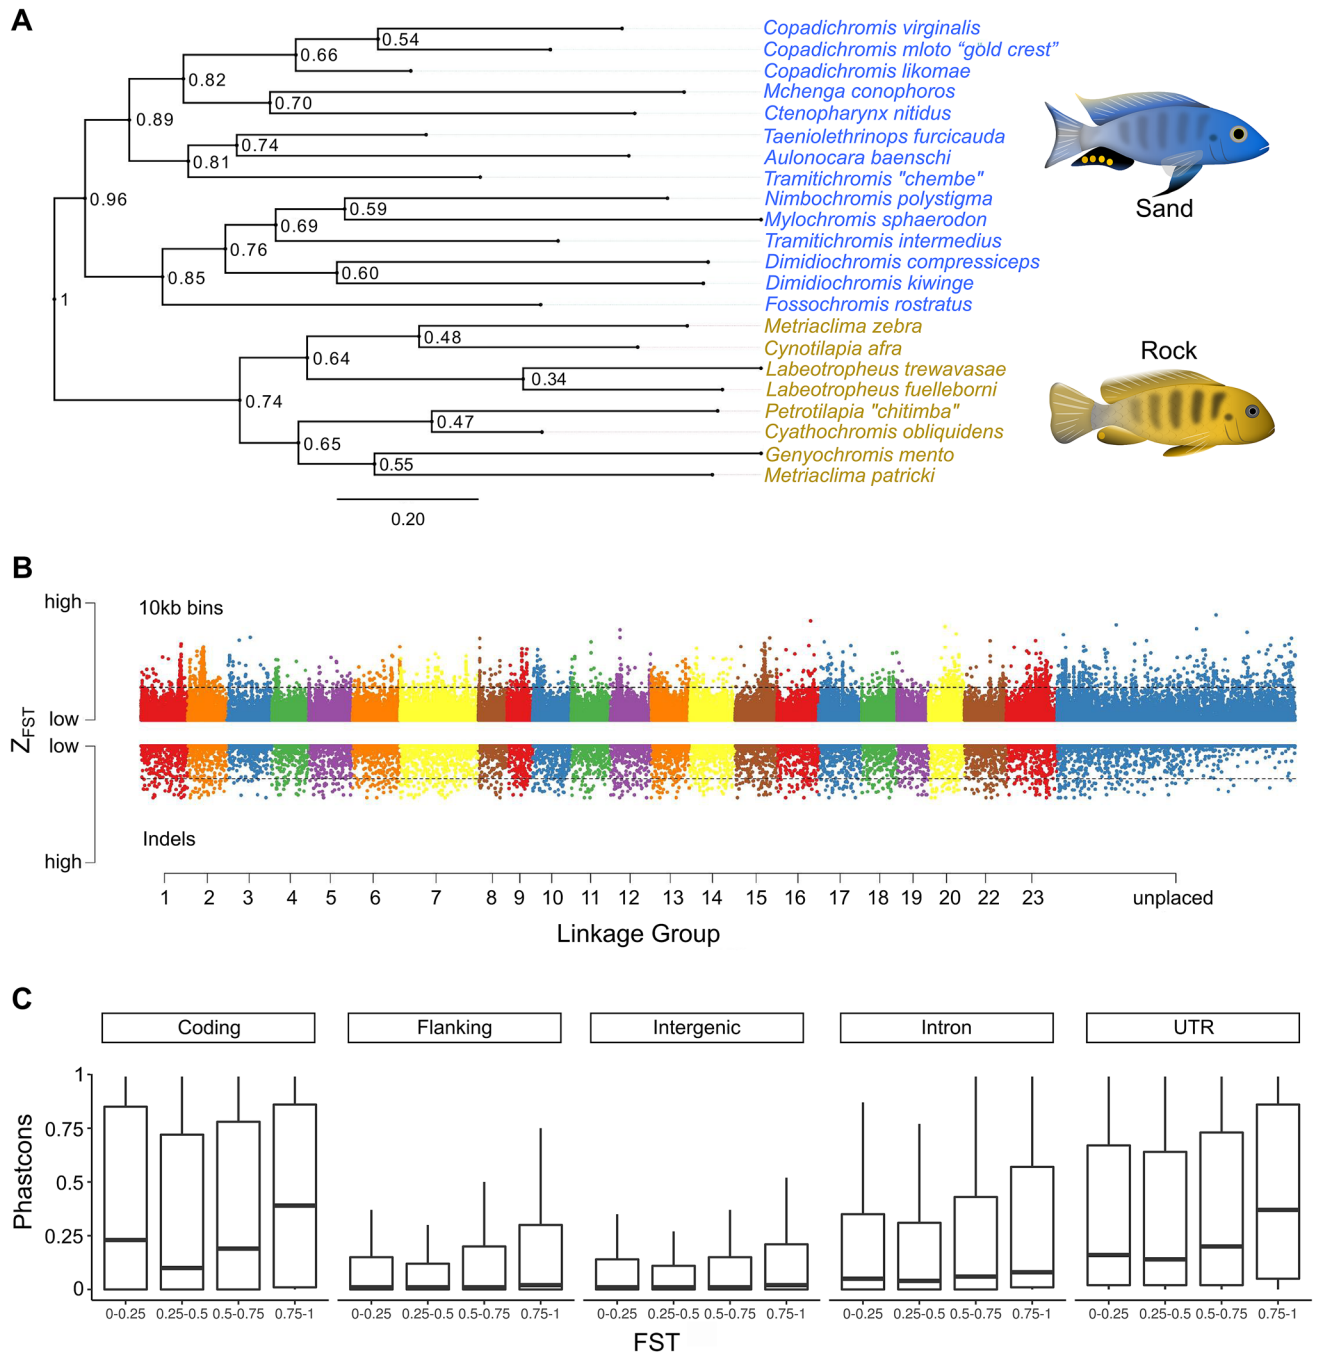 A
Copadichromis virginalis
0.54
Copadichromis mloto “gold crest”
0.66
Copadichromis likomae
0.82
Mchenga conophoros
0.70
Ctenopharynx nitidus
0.89
Taeniolethrinops furcicauda
0.74
Aulonocara baenschi
0.81
Tramitichromis "chembe"
0.96
Nimbochromis polystigma
0.59
Mylochromis sphaerodon
0.69
Tramitichromis intermedius
0.76
Dimidiochromis compressiceps
0.60
0.85
Dimidiochromis kiwinge
Fossochromis rostratus
1
Metriaclima zebra
0.48
Cynotilapia afra
0.64
Labeotropheus trewavasae
0.34
Labeotropheus fuelleborni
0.74
Petrotilapia "chitimba"
0.47
Cyathochromis obliquidens
0.65
Genyochromis mento
0.55
Metriaclima patricki
0.20
Sand
Rock
B
high
10kb bins
low
ZFST
low
Indels
high
1 2 3 4 5 6 7 8 9 10 11 12 13 14 15 16 17 18 19 20 22 23 unplaced
Linkage Group
C
Coding Flanking Intergenic Intron UTR
Phastcons
1
0.75
0.5
0.25
0
0-0.25 0.25-0.5 0.5-0.75 0.75-1 0-0.25 0.25-0.5 0.5-0.75 0.75-1 0-0.25 0.25-0.5 0.5-0.75 0.75-1 0-0.25 0.25-0.5 0.5-0.75 0.75-1 0-0.25 0.25-0.5 0.5-0.75 0.75-1
FST